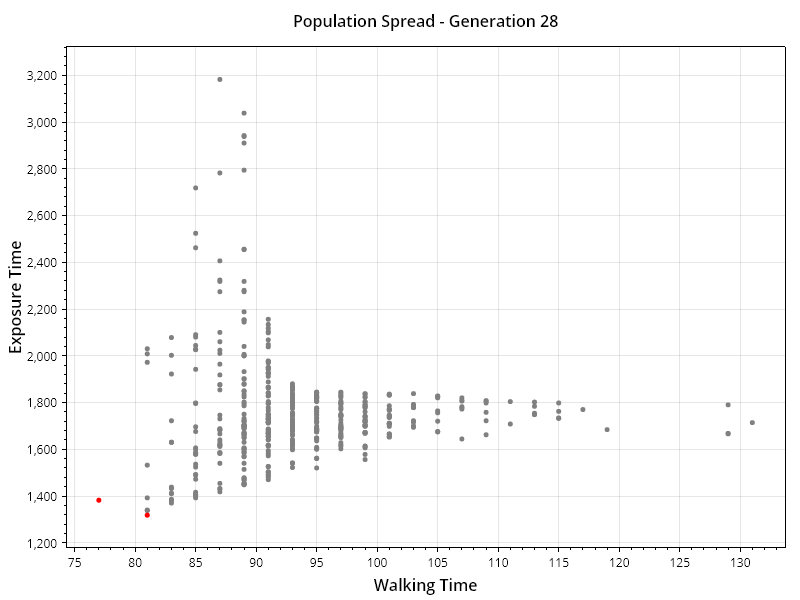 Population Spread - Generation 28
3,200
3,000
2,800
2,600
2,400
2,200
2,000
1,800
1,600
1,400
1,200
Exposure Time
75 80 85 90 95 100 105 110 115 120 125 130
Walking Time